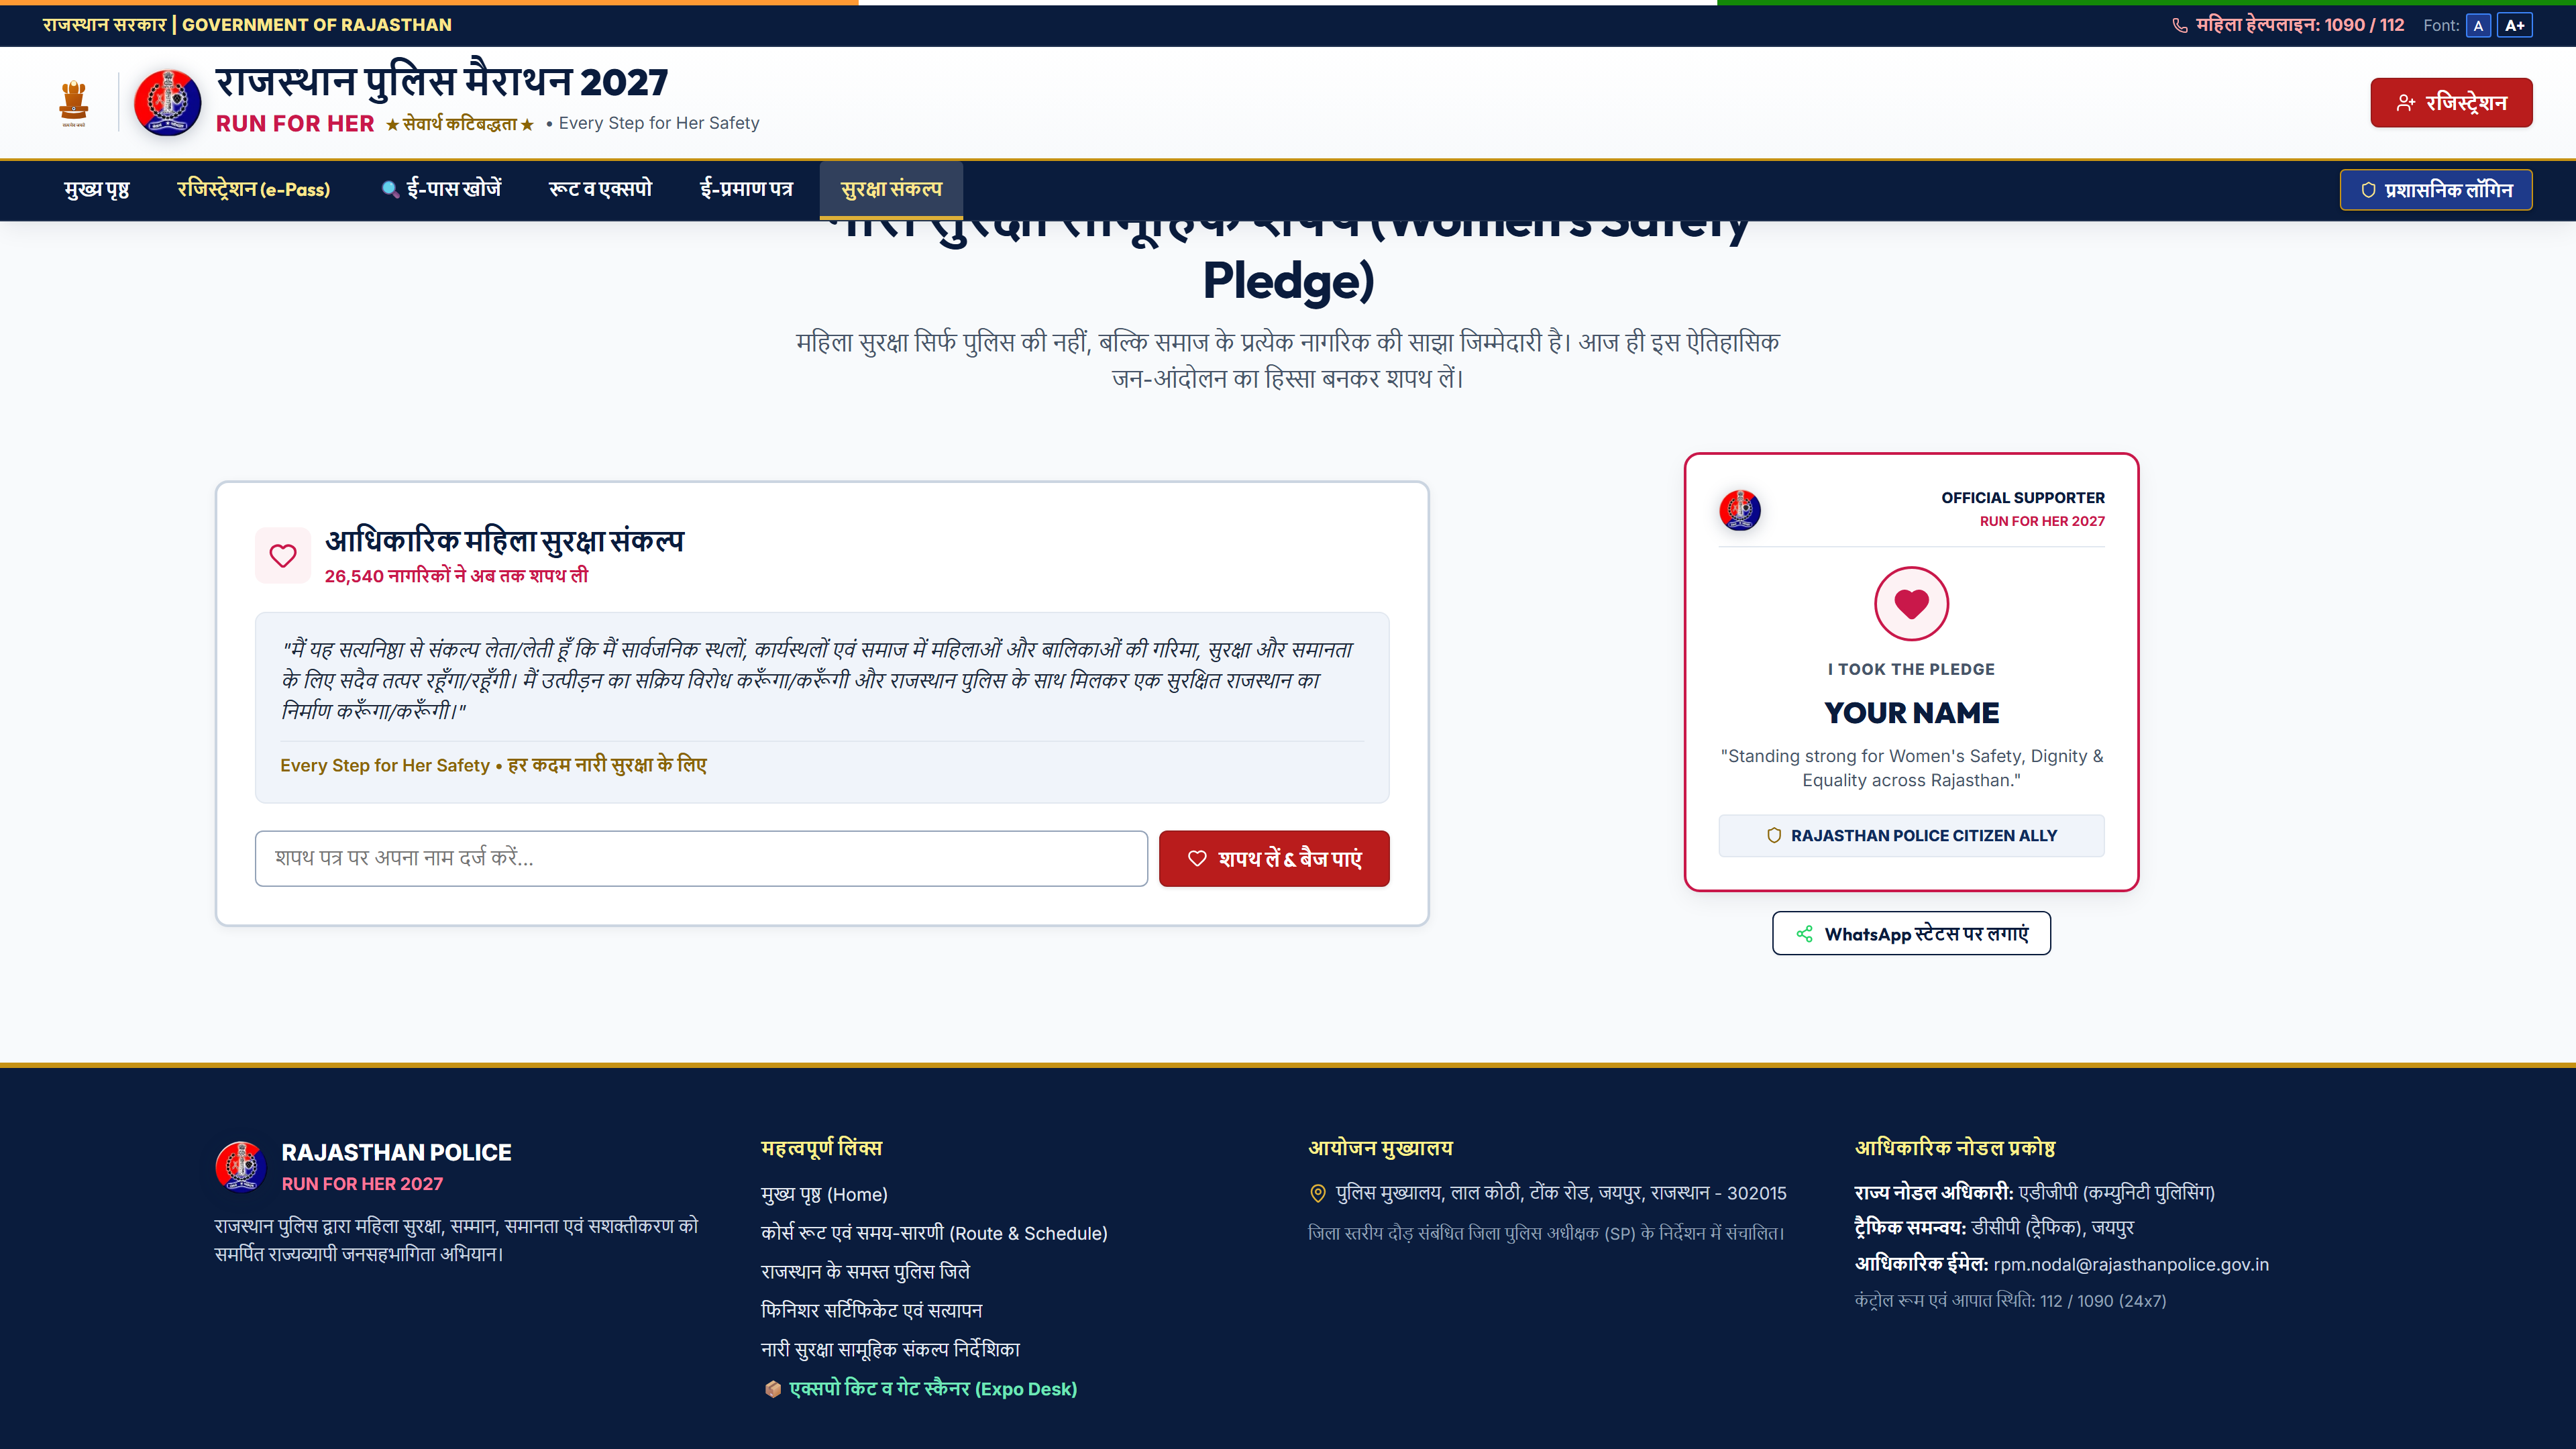 राजस्थान सरकार | GOVERNMENT OF RAJASTHAN
महिला हेल्पलाइन: 1090 / 112 Font: A A+
राजस्थान पुलिस मैराथन 2027
RUN FOR HER ★ सेवार्थ कटिबद्धता ★ • Every Step for Her Safety
रजिस्ट्रेशन
मुख्य पृष्ठ रजिस्ट्रेशन (e-Pass) ई-पास खोजें रूट व एक्सपो ई-प्रमाण पत्र सुरक्षा संकल्प
प्रशासनिक लॉगिन
सुरक्षा सामूहिक शपथ (Women's Safety
Pledge)
महिला सुरक्षा सिर्फ पुलिस की नहीं, बल्कि समाज के प्रत्येक नागरिक की साझा जिम्मेदारी है। आज ही इस ऐतिहासिक
जन-आंदोलन का हिस्सा बनकर शपथ लें।
आधिकारिक महिला सुरक्षा संकल्प
26,540 नागरिकों ने अब तक शपथ ली
"मैं यह सत्यनिष्ठा से संकल्प लेता/लेती हूँ कि मैं सार्वजनिक स्थलों, कार्यस्थलों एवं समाज में महिलाओं और बालिकाओं की गरिमा, सुरक्षा और समानता
के लिए सदैव तत्पर रहूँगा/रहूँगी। मैं उत्पीड़न का सक्रिय विरोध करूँगा/करूँगी और राजस्थान पुलिस के साथ मिलकर एक सुरक्षित राजस्थान का
निर्माण करूँगा/करूँगी।"
Every Step for Her Safety • हर कदम नारी सुरक्षा के लिए
शपथ पत्र पर अपना नाम दर्ज करें...
शपथ लें & बैज पाएं
OFFICIAL SUPPORTER
RUN FOR HER 2027
I TOOK THE PLEDGE
YOUR NAME
"Standing strong for Women's Safety, Dignity &
Equality across Rajasthan."
RAJASTHAN POLICE CITIZEN ALLY
WhatsApp स्टेटस पर लगाएं
RAJASTHAN POLICE
RUN FOR HER 2027
राजस्थान पुलिस द्वारा महिला सुरक्षा, सम्मान, समानता एवं सशक्तीकरण को
समर्पित राज्यव्यापी जनसहभागिता अभियान।
महत्वपूर्ण लिंक्स
मुख्य पृष्ठ (Home)
कोर्स रूट एवं समय-सारणी (Route & Schedule)
राजस्थान के समस्त पुलिस जिले
फिनिशर सर्टिफिकेट एवं सत्यापन
नारी सुरक्षा सामूहिक संकल्प निर्देशिका
एक्सपो किट व गेट स्कैनर (Expo Desk)
आयोजन मुख्यालय
पुलिस मुख्यालय, लाल कोठी, टोंक रोड, जयपुर, राजस्थान - 302015
जिला स्तरीय दौड़ संबंधित जिला पुलिस अधीक्षक (SP) के निर्देशन में संचालित।
आधिकारिक नोडल प्रकोष्ठ
राज्य नोडल अधिकारी: एडीजीपी (कम्युनिटी पुलिसिंग)
ट्रैफिक समन्वय: डीसीपी (ट्रैफिक), जयपुर
आधिकारिक ईमेल: rpm.nodal@rajasthanpolice.gov.in
कंट्रोल रूम एवं आपात स्थिति: 112 / 1090 (24x7)